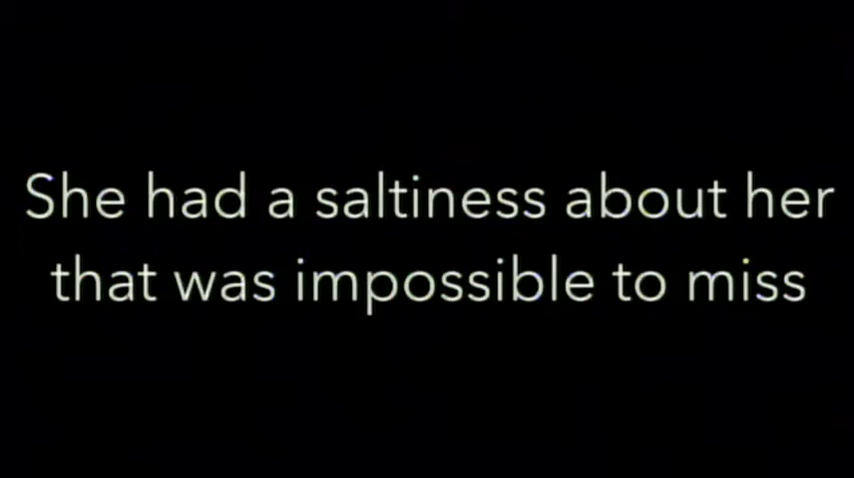 She had a saltiness about her
that was impossible to miss